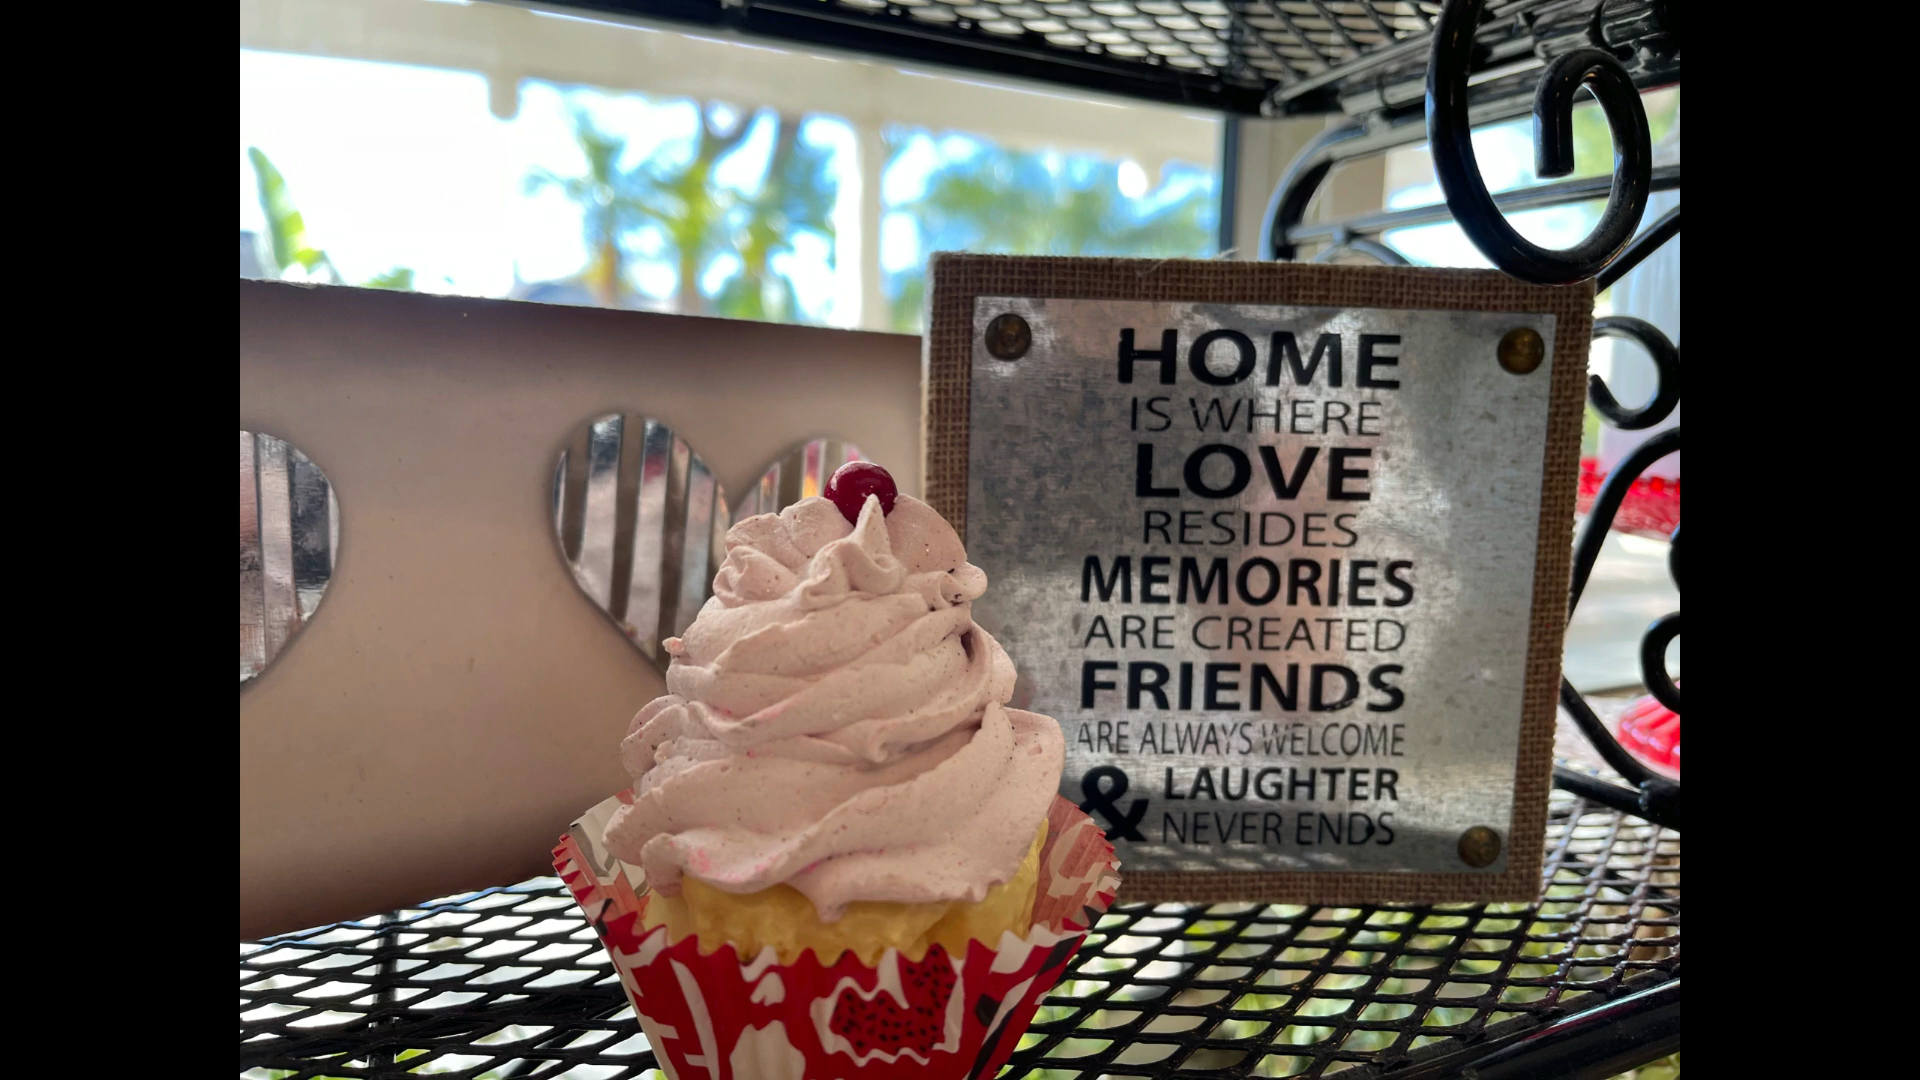 HOME
IS WHERE
LOVE
RESIDES
MEMORIES
ARE CREATED
FRIENDS
ARE ALWAYS WELCOME
& LAUGHTER
NEVER ENDS